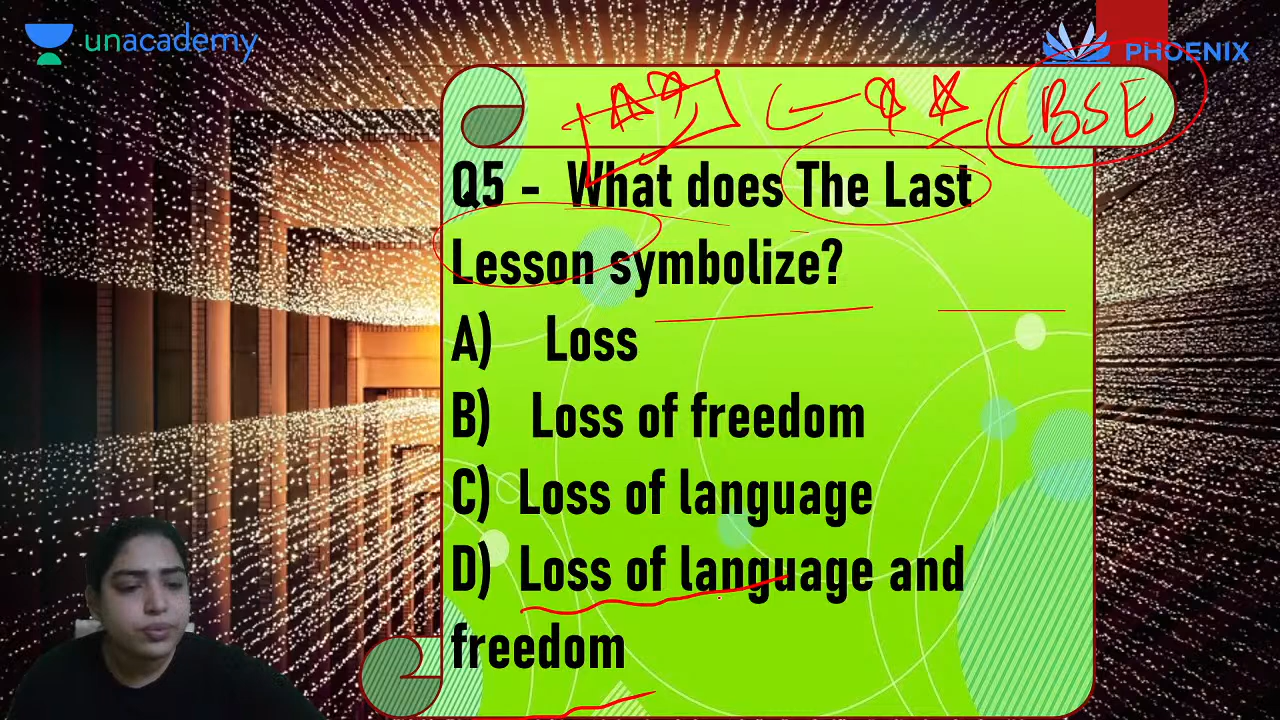 unacademy
PHOENIX
CBSE
Q5 - What does The Last
Lesson symbolize?
A) Loss
B) Loss of freedom
C) Loss of language
D) Loss of language and
freedom